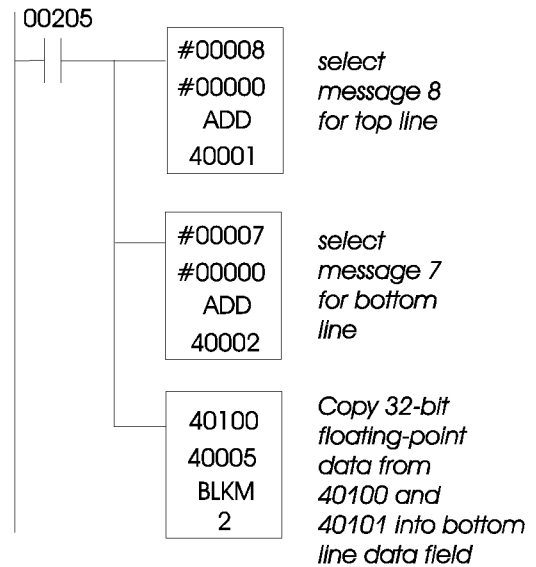 00205
#00008
#00000
ADD
40001
select
message 8
for top line
#00007
#00000
ADD
40002
select
message 7
for bottom
line
40100
40005
BLKM
2
Copy 32-bit
floating-point
data from
40100 and
40101 into bottom
line data field